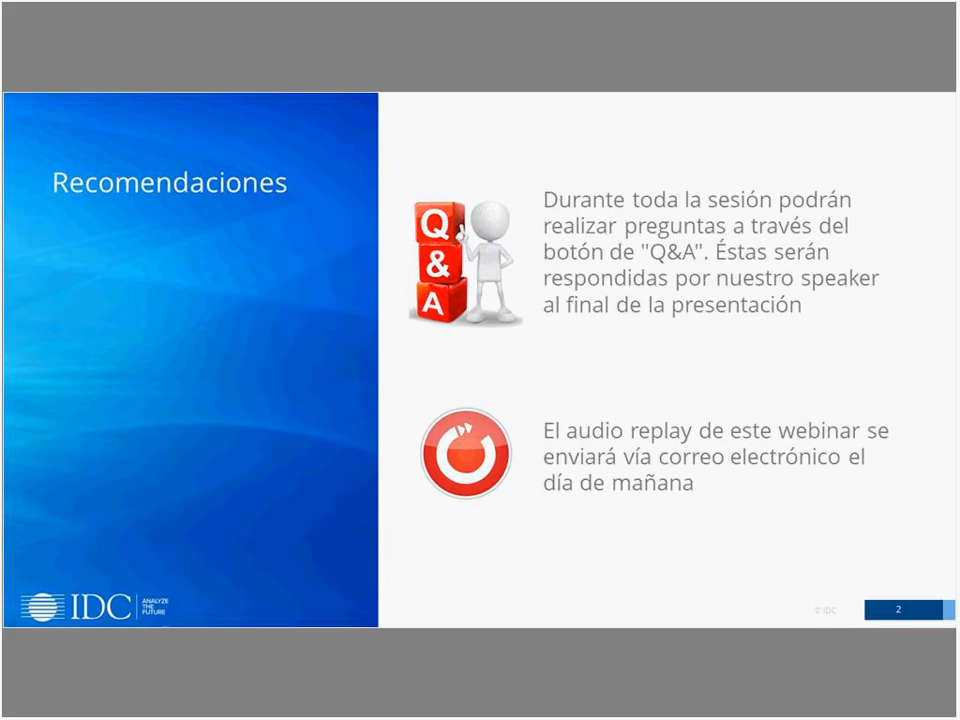 Recomendaciones
Q
&
A
Durante toda la sesión podrán
realizar preguntas a través del
botón de "Q&A". Éstas serán
respondidas por nuestro speaker
al final de la presentación
El audio replay de este webinar se
enviará vía correo electrónico el
día de mañana
IDC
ANALYZE
THE
FUTURE
© IDC
2